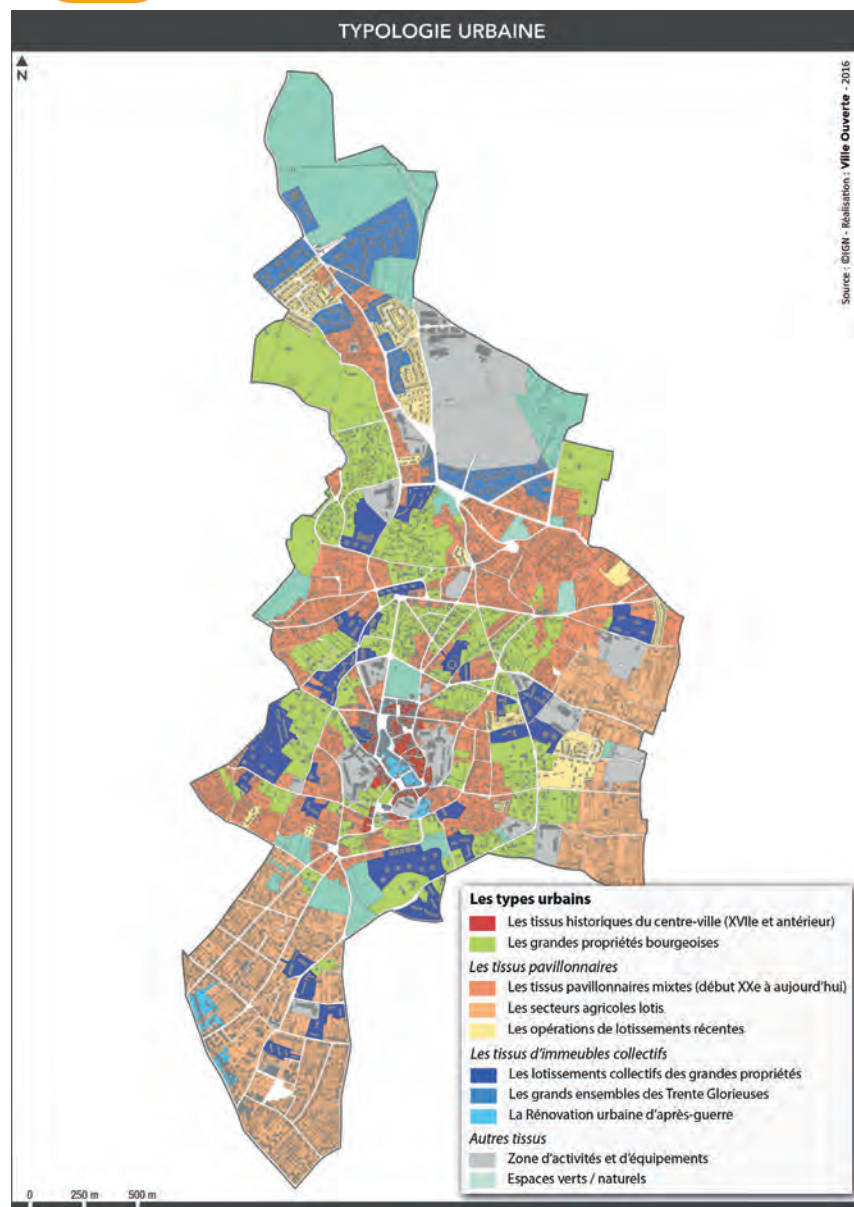 TYPOLOGIE URBAINE
N
Source : ©IGN - Réalisation : Ville Ouverte - 2016
Les types urbains
Les tissus historiques du centre-ville (XVIIe et antérieur)
Les grandes propriétés bourgeoises
Les tissus pavillonnaires
Les tissus pavillonnaires mixtes (début XXe à aujourd'hui)
Les secteurs agricoles lotis
Les opérations de lotissements récentes
Les tissus d'immeubles collectifs
Les lotissements collectifs des grandes propriétés
Les grands ensembles des Trente Glorieuses
La Rénovation urbaine d'après-guerre
Autres tissus
Zone d'activités et d'équipements
Espaces verts / naturels
0 250 m 500 m